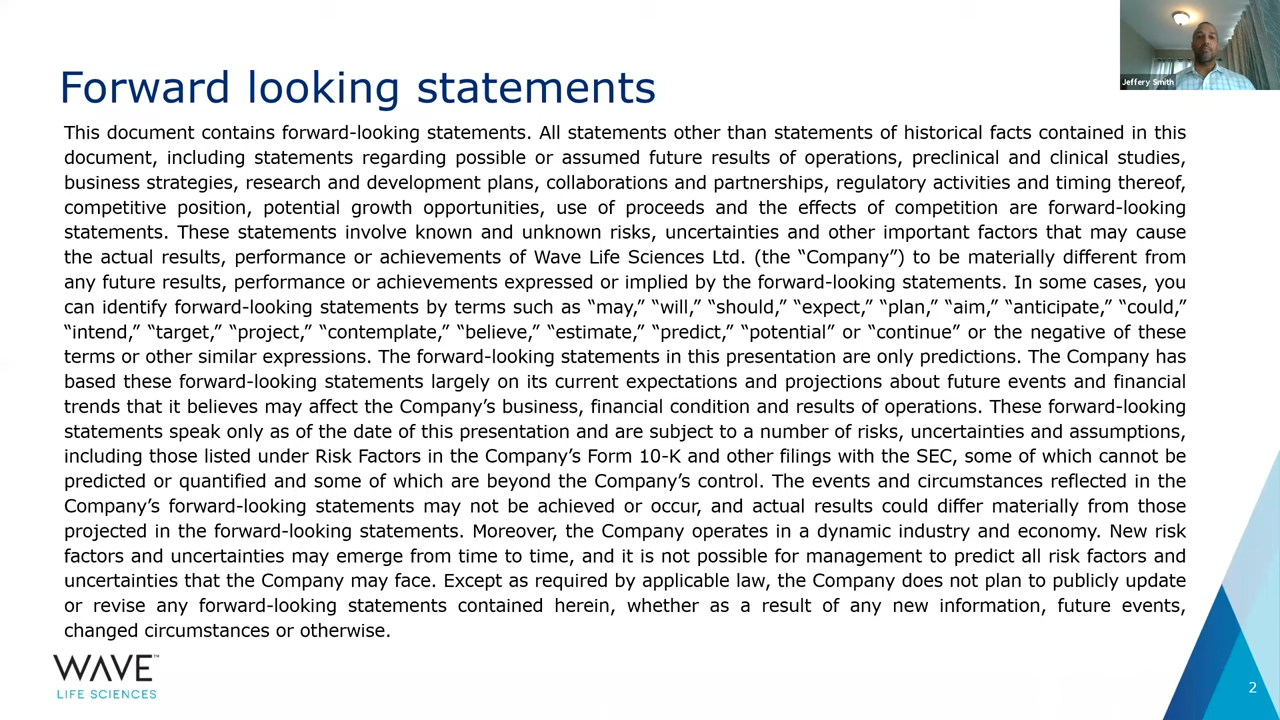 Jeffery Smith
Forward looking statements
This document contains forward-looking statements. All statements other than statements of historical facts contained in this
document, including statements regarding possible or assumed future results of operations, preclinical and clinical studies,
business strategies, research and development plans, collaborations and partnerships, regulatory activities and timing thereof,
competitive position, potential growth opportunities, use of proceeds and the effects of competition are forward-looking
statements. These statements involve known and unknown risks, uncertainties and other important factors that may cause
the actual results, performance or achievements of Wave Life Sciences Ltd. (the “Company”) to be materially different from
any future results, performance or achievements expressed or implied by the forward-looking statements. In some cases, you
can identify forward-looking statements by terms such as “may,” “will,” “should,” “expect,” “plan,” “aim,” “anticipate,” “could,”
“intend,” “target,” “project,” “contemplate,” “believe,” “estimate,” “predict,” “potential” or “continue” or the negative of these
terms or other similar expressions. The forward-looking statements in this presentation are only predictions. The Company has
based these forward-looking statements largely on its current expectations and projections about future events and financial
trends that it believes may affect the Company’s business, financial condition and results of operations. These forward-looking
statements speak only as of the date of this presentation and are subject to a number of risks, uncertainties and assumptions,
including those listed under Risk Factors in the Company’s Form 10-K and other filings with the SEC, some of which cannot be
predicted or quantified and some of which are beyond the Company’s control. The events and circumstances reflected in the
Company’s forward-looking statements may not be achieved or occur, and actual results could differ materially from those
projected in the forward-looking statements. Moreover, the Company operates in a dynamic industry and economy. New risk
factors and uncertainties may emerge from time to time, and it is not possible for management to predict all risk factors and
uncertainties that the Company may face. Except as required by applicable law, the Company does not plan to publicly update
or revise any forward-looking statements contained herein, whether as a result of any new information, future events,
changed circumstances or otherwise.
WAVE™
LIFE SCIENCES
2